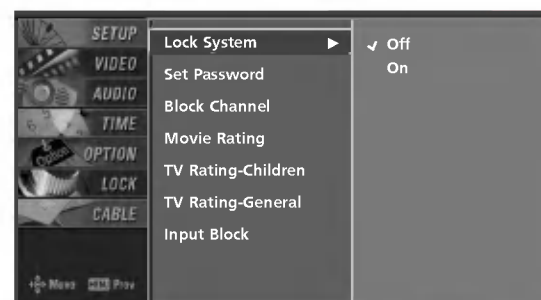 SETUP
VIDEO
AUDIO
TIME
OPTION
LOCK
CABLE
Move MENU Prev
Lock System
Set Password
Block Channel
Movie Rating
TV Rating-Children
TV Rating-General
Input Block
Off
On